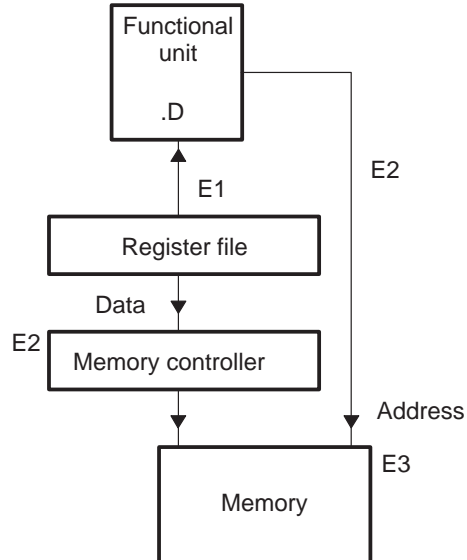 Functional
unit
.D
E2
E1
Register file
Data
E2
Memory controller
Address
E3
Memory